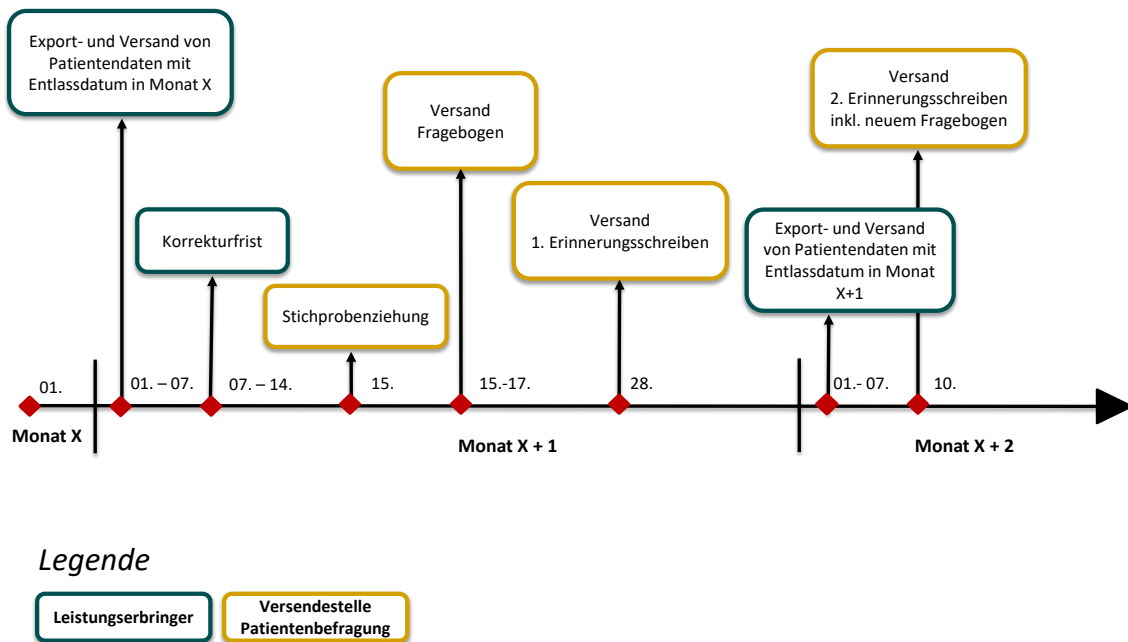 Export- und Versand von
Patientendaten mit
Entlassdatum in Monat X
Versand
Fragebogen
Versand
2. Erinnerungsschreiben
inkl. neuem Fragebogen
Korrekturfrist
Versand
1. Erinnerungsschreiben
Export- und Versand
von Patientendaten mit
Entlassdatum in Monat
X+1
Stichprobenziehung
01.
01. – 07.
07. – 14.
15.
15.-17.
28.
01.- 07.
10.
Monat X
Monat X + 1
Monat X + 2
Legende
Leistungserbringer
Versendestelle
Patientenbefragung